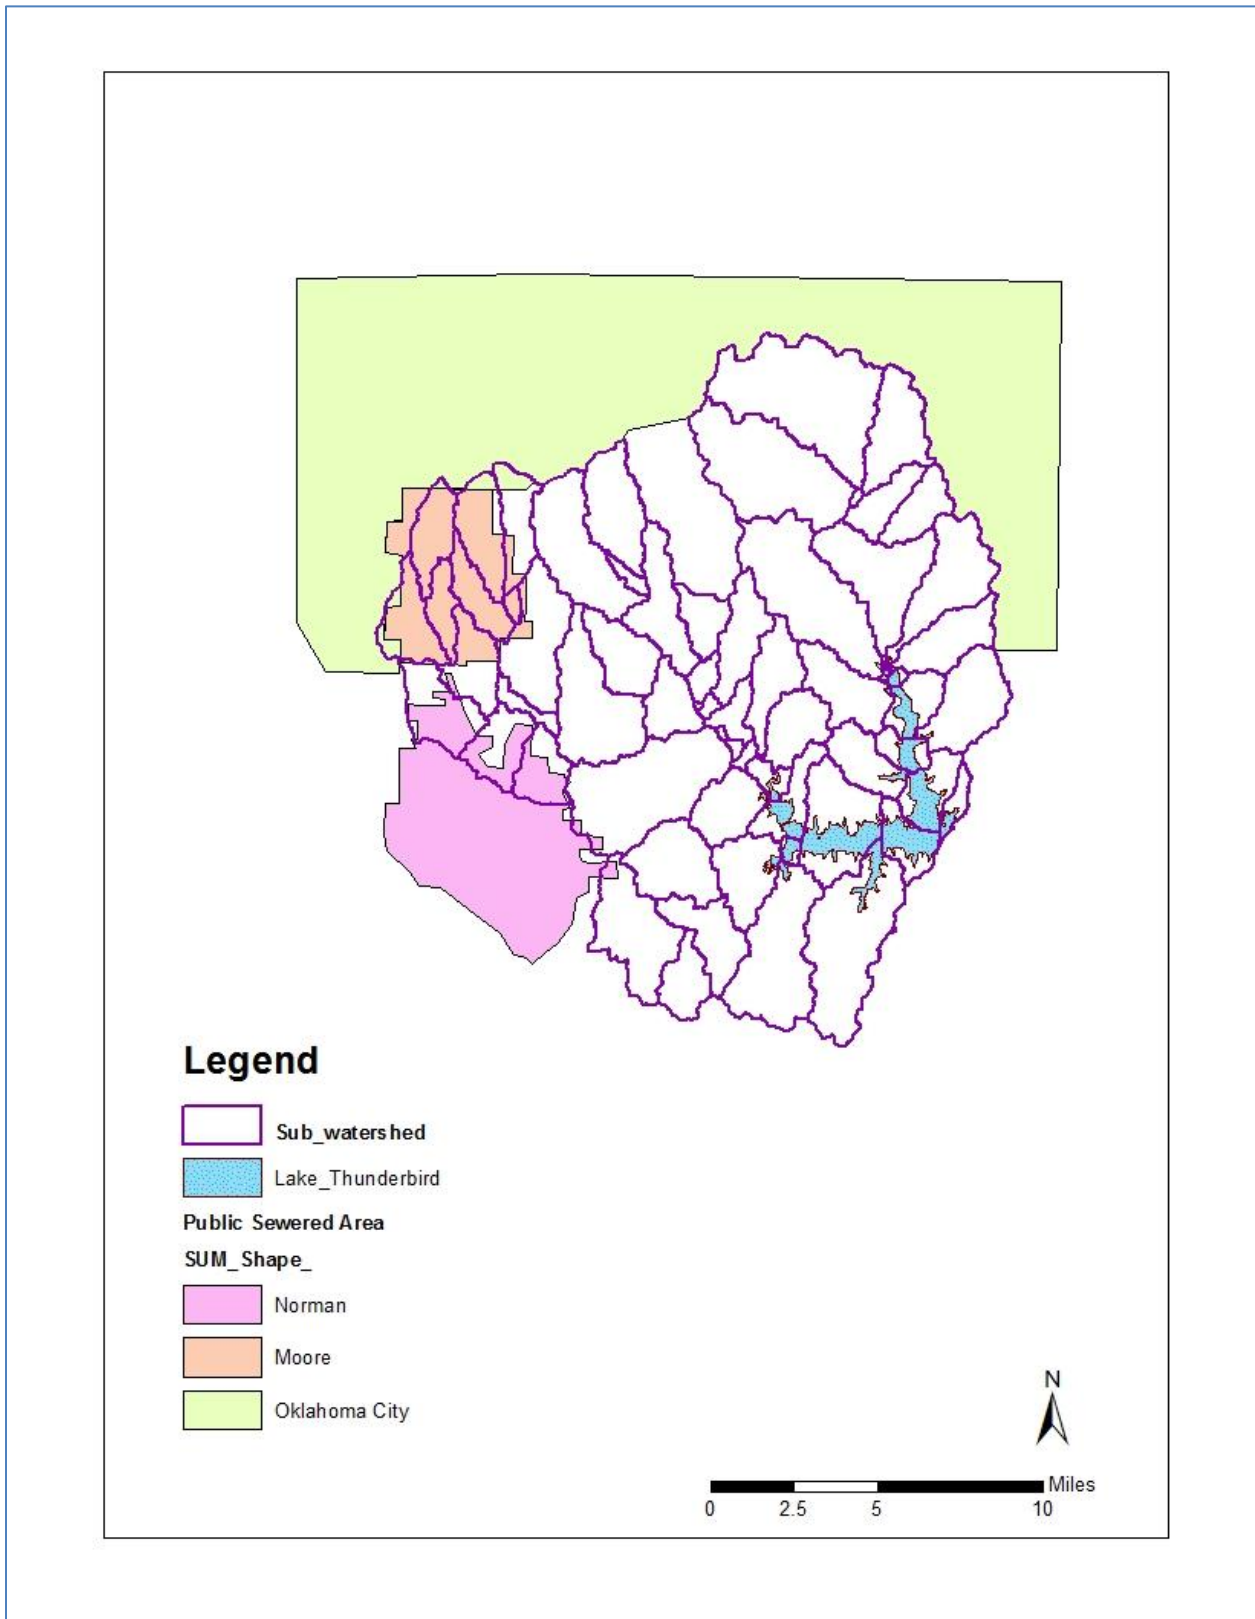 Legend
Sub_watershed
Lake_Thunderbird
Public Sewered Area
SUM_Shape_
Norman
Moore
Oklahoma City
N
Miles
0 2.5 5 10